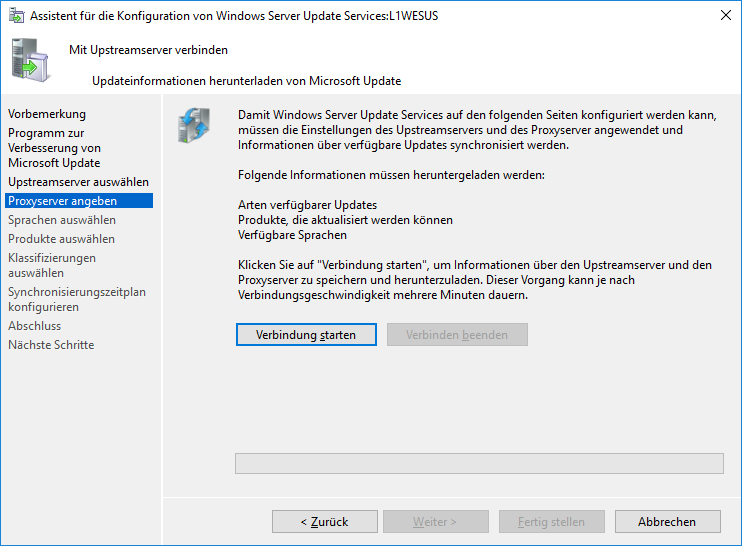 Assistent für die Konfiguration von Windows Server Update Services:L1WESUS
Mit Upstreamserver verbinden
Updateinformationen herunterladen von Microsoft Update
Vorbemerkung
Programm zur
Verbesserung von
Microsoft Update
Upstreamserver auswählen
Proxyserver angeben
Sprachen auswählen
Produkte auswählen
Klassifizierungen
auswählen
Synchronisierungszeitplan
konfigurieren
Abschluss
Nächste Schritte
Damit Windows Server Update Services auf den folgenden Seiten konfiguriert werden kann,
müssen die Einstellungen des Upstreamservers und des Proxyserver angewendet und
Informationen über verfügbare Updates synchronisiert werden.
Folgende Informationen müssen heruntergeladen werden:
Arten verfügbarer Updates
Produkte, die aktualisiert werden können
Verfügbare Sprachen
Klicken Sie auf "Verbindung starten", um Informationen über den Upstreamserver und den
Proxyserver zu speichern und herunterzuladen. Dieser Vorgang kann je nach
Verbindungsgeschwindigkeit mehrere Minuten dauern.
Verbindung starten
Verbinden beenden
< Zurück
Weiter >
Fertig stellen
Abbrechen